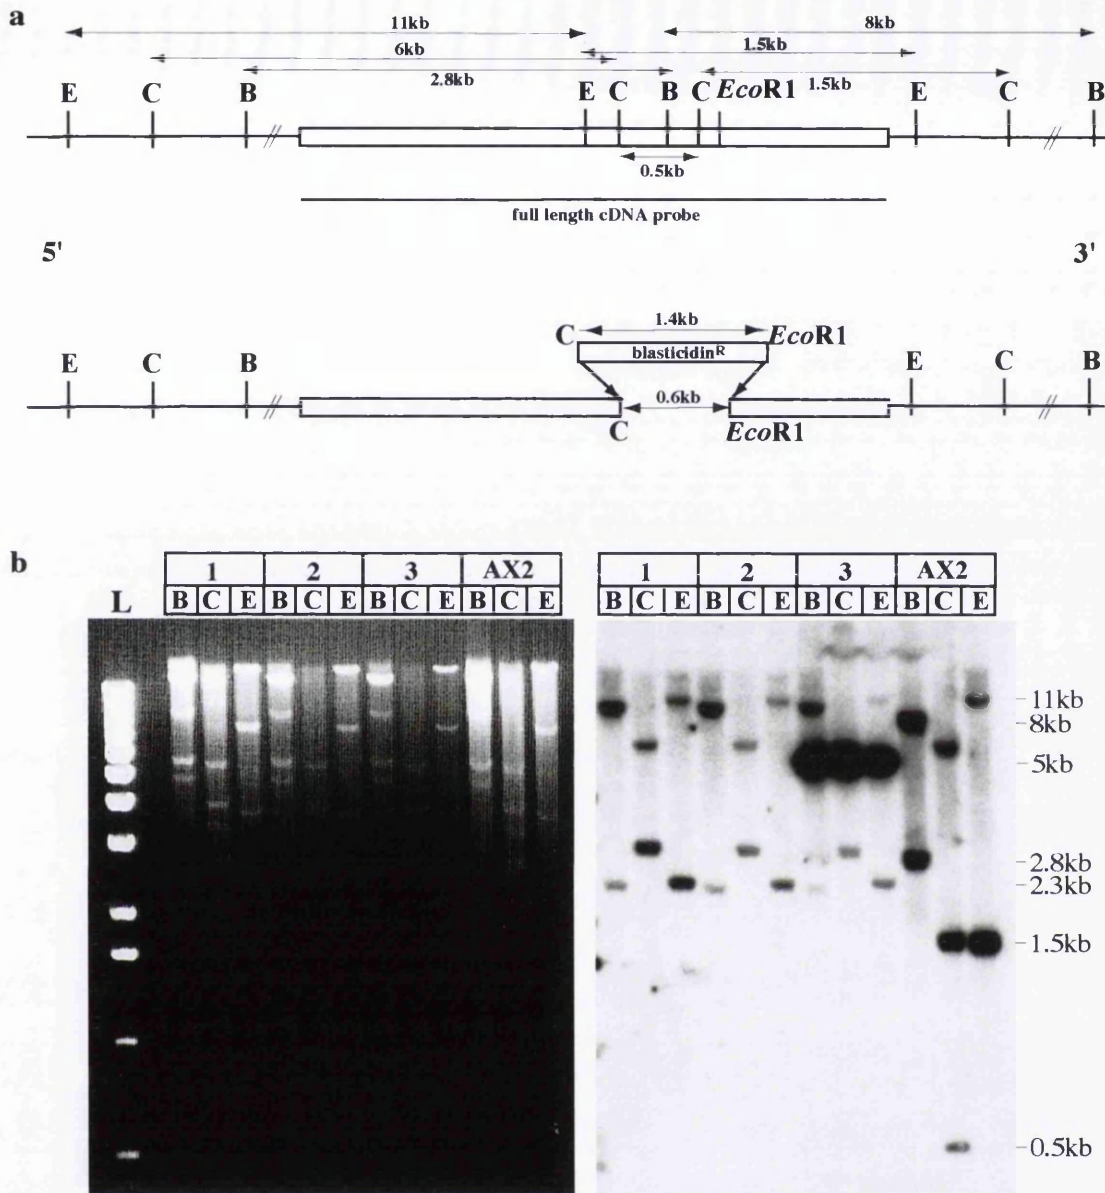 a
11kb 8kb
6kb 1.5kb
2.8kb 1.5kb
E C B E C B C EcoR1 E C B
0.5kb
full length cDNA probe
5' 3'
1.4kb
C EcoR1
blasticidinR
E C B E C B
0.6kb
C EcoR1
b
1 2 3 AX2
L B C E B C E B C E B C E
1 2 3 AX2
B C E B C E B C E B C E
11kb
8kb
5kb
2.8kb
2.3kb
1.5kb
0.5kb